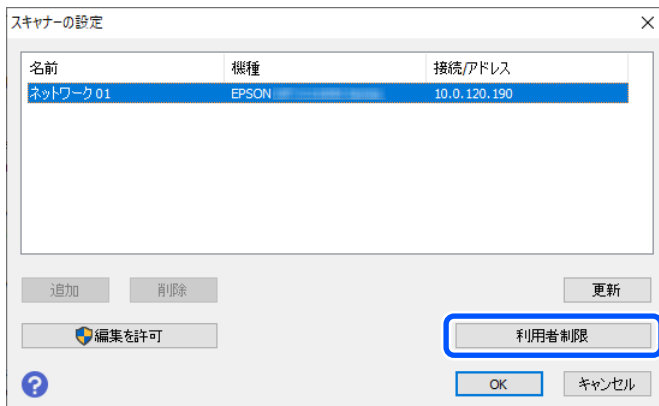 スキャナーの設定
名前 機種 接続/アドレス
ネットワーク 01 EPSON 10.0.120.190
追加 削除 更新
編集を許可 利用者制限
? OK キャンセル